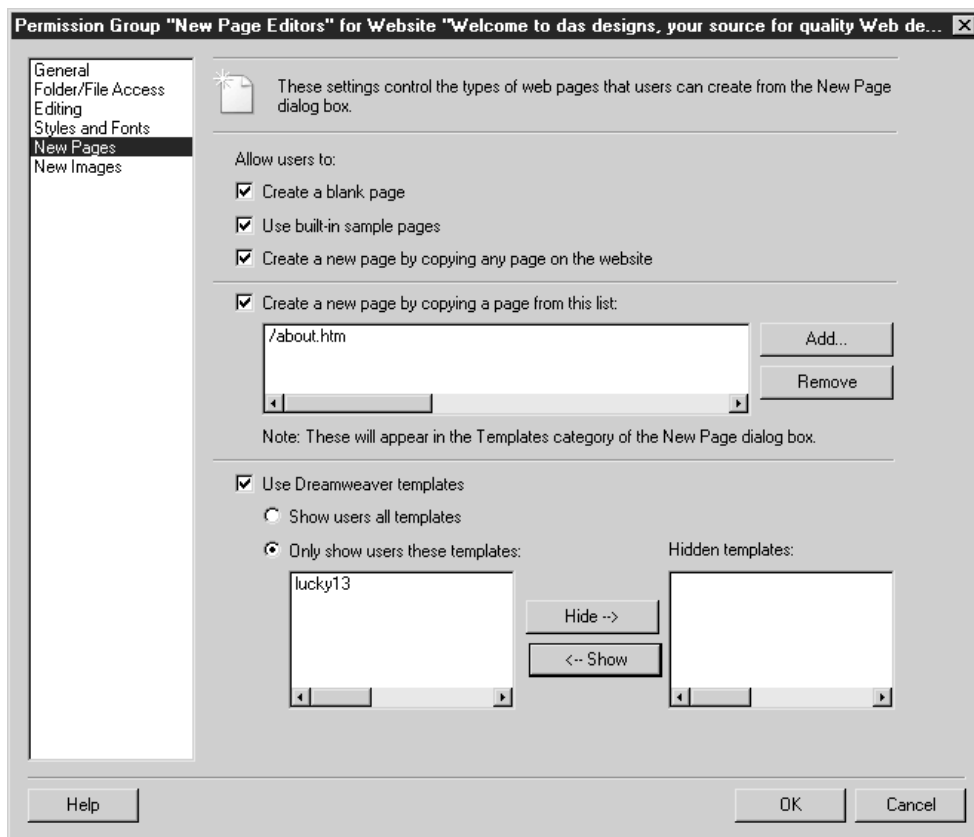 Permission Group "New Page Editors" for Website "Welcome to das designs, your source for quality Web de...
General
Folder/File Access
Editing
Styles and Fonts
New Pages
New Images
These settings control the types of web pages that users can create from the New Page
dialog box.
Allow users to:
Create a blank page
Use built-in sample pages
Create a new page by copying any page on the website
Create a new page by copying a page from this list:
/about.htm
Add...
Remove
Note: These will appear in the Templates category of the New Page dialog box.
Use Dreamweaver templates
Show users all templates
Only show users these templates:
Hidden templates:
lucky13
Hide -->
<-- Show
Help
OK
Cancel